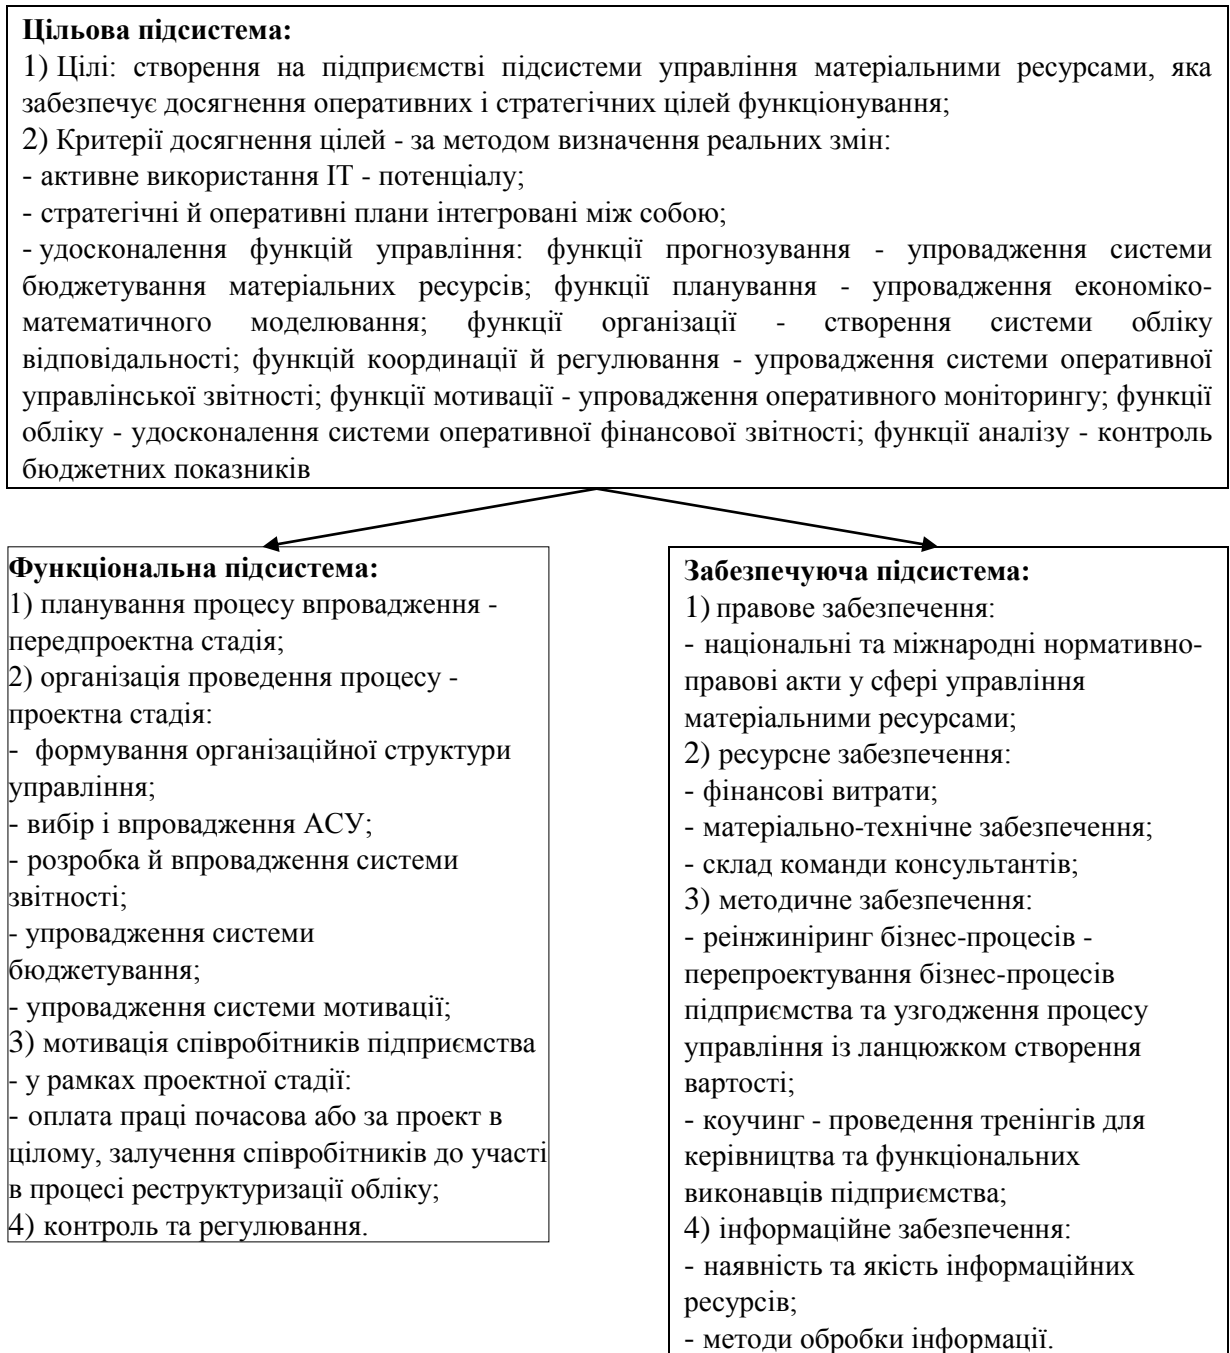 Цільова підсистема:
1) Цілі: створення на підприємстві підсистеми управління матеріальними ресурсами, яка
забезпечує досягнення оперативних і стратегічних цілей функціонування;
2) Критерії досягнення цілей - за методом визначення реальних змін:
- активне використання ІТ - потенціалу;
- стратегічні й оперативні плани інтегровані між собою;
- удосконалення функцій управління: функції прогнозування - упровадження системи
бюджетування матеріальних ресурсів; функції планування - упровадження економіко-
математичного моделювання; функції організації - створення системи обліку
відповідальності; функцій координації й регулювання - упровадження системи оперативної
управлінської звітності; функції мотивації - упровадження оперативного моніторингу; функції
обліку - удосконалення системи оперативної фінансової звітності; функції аналізу - контроль
бюджетних показників
Функціональна підсистема:
1) планування процесу впровадження -
передпроектна стадія;
2) організація проведення процесу -
проектна стадія:
- формування організаційної структури
управління;
- вибір і впровадження АСУ;
- розробка й впровадження системи
звітності;
- упровадження системи
бюджетування;
- упровадження системи мотивації;
3) мотивація співробітників підприємства
- у рамках проектної стадії:
- оплата праці почасова або за проект в
цілому, залучення співробітників до участі
в процесі реструктуризації обліку;
4) контроль та регулювання.
Забезпечуюча підсистема:
1) правове забезпечення:
- національні та міжнародні нормативно-
правові акти у сфері управління
матеріальними ресурсами;
2) ресурсне забезпечення:
- фінансові витрати;
- матеріально-технічне забезпечення;
- склад команди консультантів;
3) методичне забезпечення:
- реінжиніринг бізнес-процесів -
перепроектування бізнес-процесів
підприємства та узгодження процесу
управління із ланцюжком створення
вартості;
- коучинг - проведення тренінгів для
керівництва та функціональних
виконавців підприємства;
4) інформаційне забезпечення:
- наявність та якість інформаційних
ресурсів;
- методи обробки інформації.